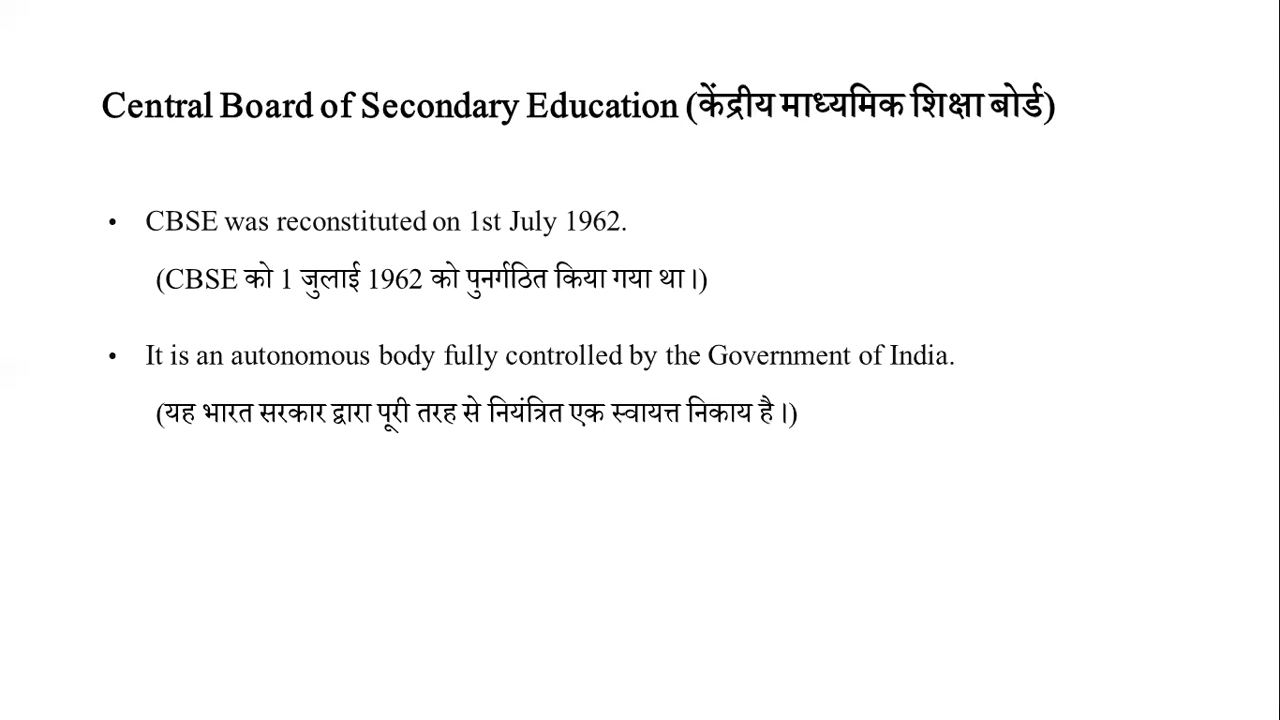 Central Board of Secondary Education (केंद्रीय माध्यमिक शिक्षा बोर्ड)
• CBSE was reconstituted on 1st July 1962.
(CBSE को 1 जुलाई 1962 को पुनर्गठित किया गया था।)
• It is an autonomous body fully controlled by the Government of India.
(यह भारत सरकार द्वारा पूरी तरह से नियंत्रित एक स्वायत्त निकाय है।)